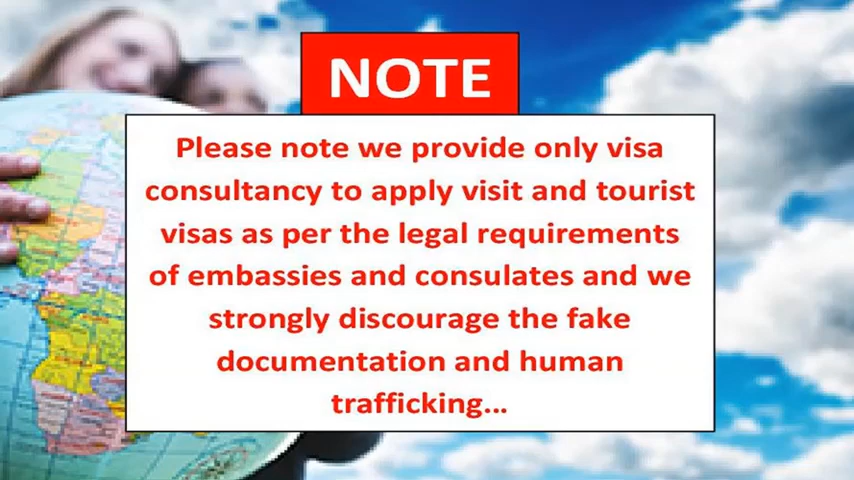 NOTE
Please note we provide only visa
consultancy to apply visit and tourist
visas as per the legal requirements
of embassies and consulates and we
strongly discourage the fake
documentation and human
trafficking...